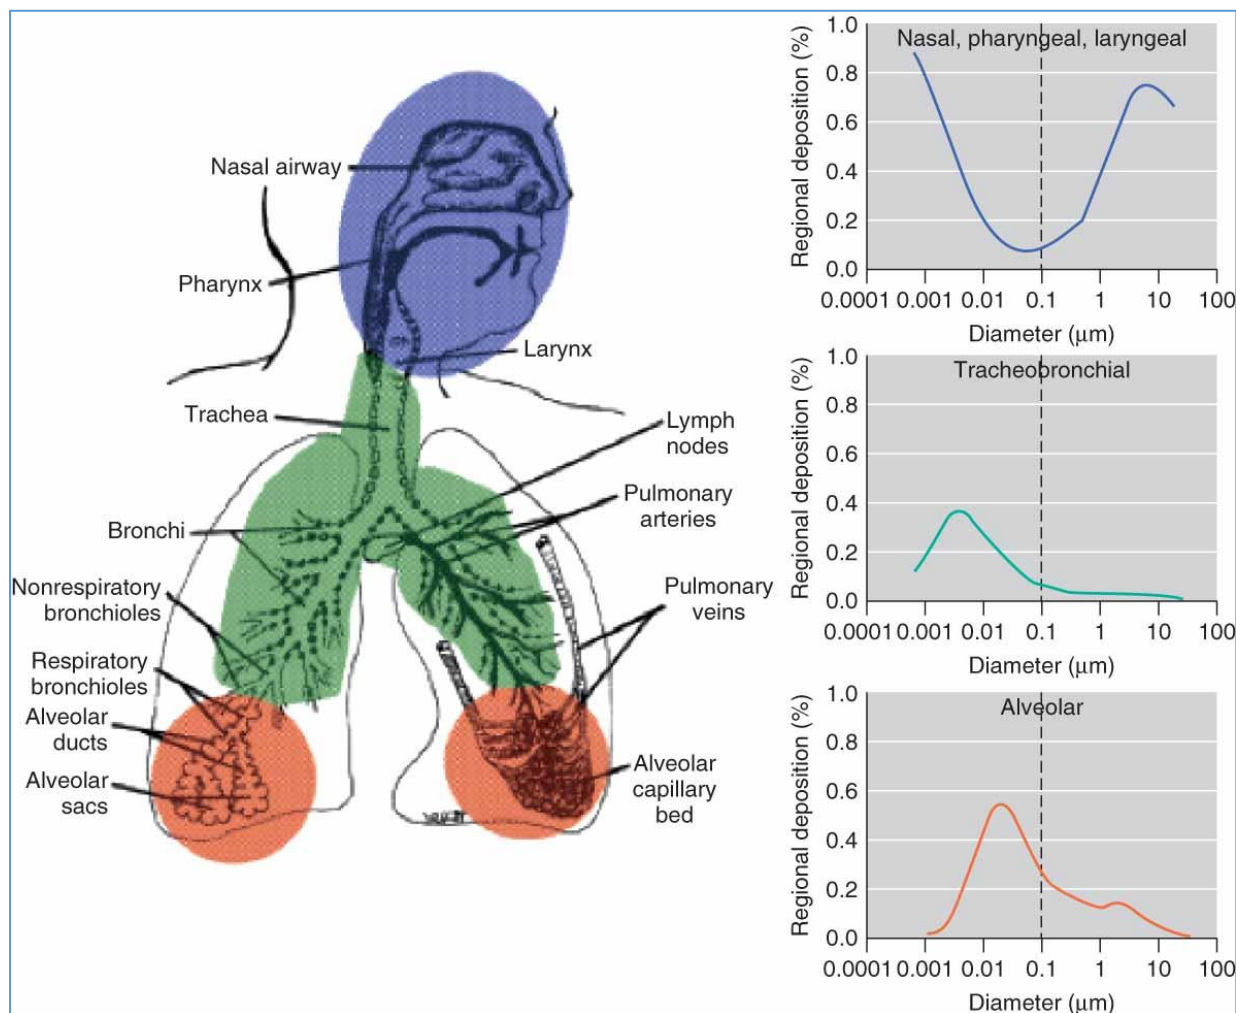 Nasal airway
Pharynx
Larynx
Trachea
Lymph
nodes
Pulmonary
arteries
Bronchi
Nonrespiratory
bronchioles
Pulmonary
veins
Respiratory
bronchioles
Alveolar
ducts
Alveolar
sacs
Alveolar
capillary
bed
Nasal, pharyngeal, laryngeal
Regional deposition (%)
1.0
0.8
0.6
0.4
0.2
0.0
0.0001 0.001 0.01 0.1 1 10 100
Diameter (μm)
Tracheobronchial
Regional deposition (%)
1.0
0.8
0.6
0.4
0.2
0.0
0.0001 0.001 0.01 0.1 1 10 100
Diameter (μm)
Alveolar
Regional deposition (%)
1.0
0.8
0.6
0.4
0.2
0.0
0.0001 0.001 0.01 0.1 1 10 100
Diameter (μm)